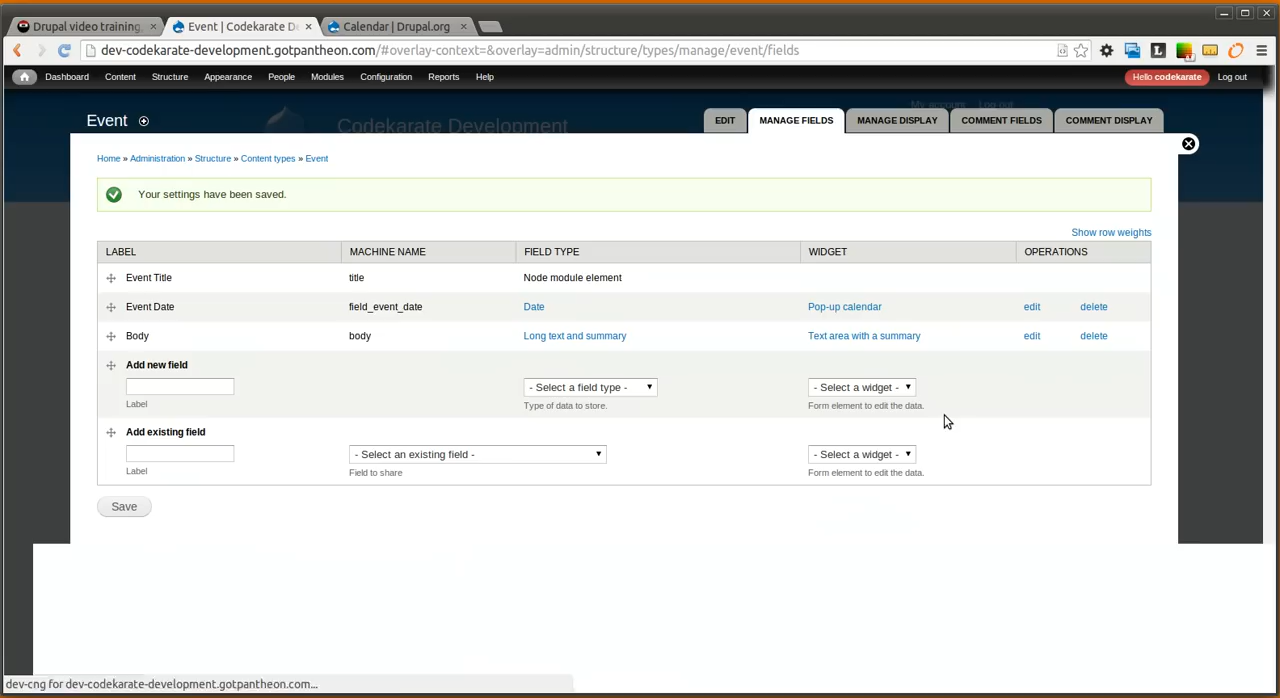 Drupal video training, × Event | Codekarate D × Calendar | Drupal.org ×
dev-codekarate-development.gotpantheon.com/#overlay-context=&overlay=admin/structure/types/manage/event/fields
Dashboard Content Structure Appearance People Modules Configuration Reports Help Hello codekarate Log out
My account Log out
Codekarate Development
Event EDIT MANAGE FIELDS MANAGE DISPLAY COMMENT FIELDS COMMENT DISPLAY
Home » Administration » Structure » Content types » Event
Your settings have been saved.
Show row weights
LABEL MACHINE NAME FIELD TYPE WIDGET OPERATIONS
Event Title title Node module element
Event Date field_event_date Date Pop-up calendar edit delete
Body body Long text and summary Text area with a summary edit delete
Add new field
- Select a field type - - Select a widget -
Label Type of data to store. Form element to edit the data.
Add existing field
- Select an existing field - - Select a widget -
Label Field to share Form element to edit the data.
Save
dev-cng for dev-codekarate-development.gotpantheon.com...